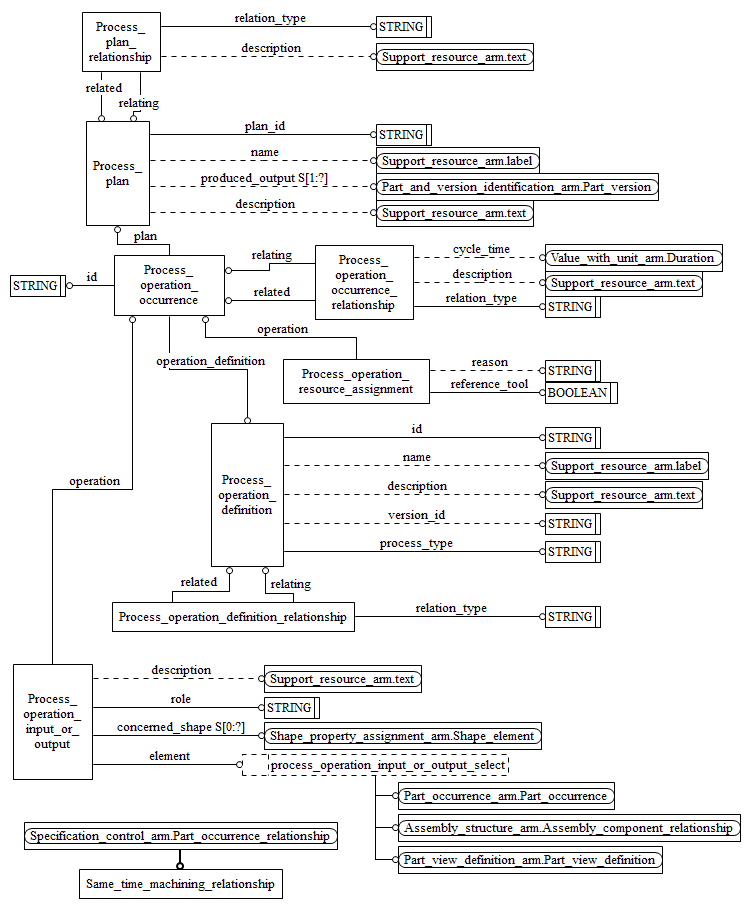 Process_
plan_
relationship
relation_type
STRING
description
Support_resource_arm.text
related
relating
Process_
plan
plan_id
STRING
name
Support_resource_arm.label
produced_output S[1:?]
Part_and_version_identification_arm.Part_version
description
Support_resource_arm.text
plan
STRING
id
Process_
operation_
occurrence
relating
related
Process_
operation_
occurrence_
relationship
cycle_time
Value_with_unit_arm.Duration
description
Support_resource_arm.text
relation_type
STRING
operation
operation_definition
Process_operation_
resource_assignment
reason
STRING
reference_tool
BOOLEAN
operation
Process_
operation_
definition
id
STRING
name
Support_resource_arm.label
description
Support_resource_arm.text
version_id
STRING
process_type
STRING
related
relating
Process_operation_definition_relationship
relation_type
STRING
Process_
operation_
input_or_
output
description
Support_resource_arm.text
role
STRING
concerned_shape S[0:?]
Shape_property_assignment_arm.Shape_element
element
process_operation_input_or_output_select
Part_occurrence_arm.Part_occurrence
Assembly_structure_arm.Assembly_component_relationship
Part_view_definition_arm.Part_view_definition
Specification_control_arm.Part_occurrence_relationship
Same_time_machining_relationship